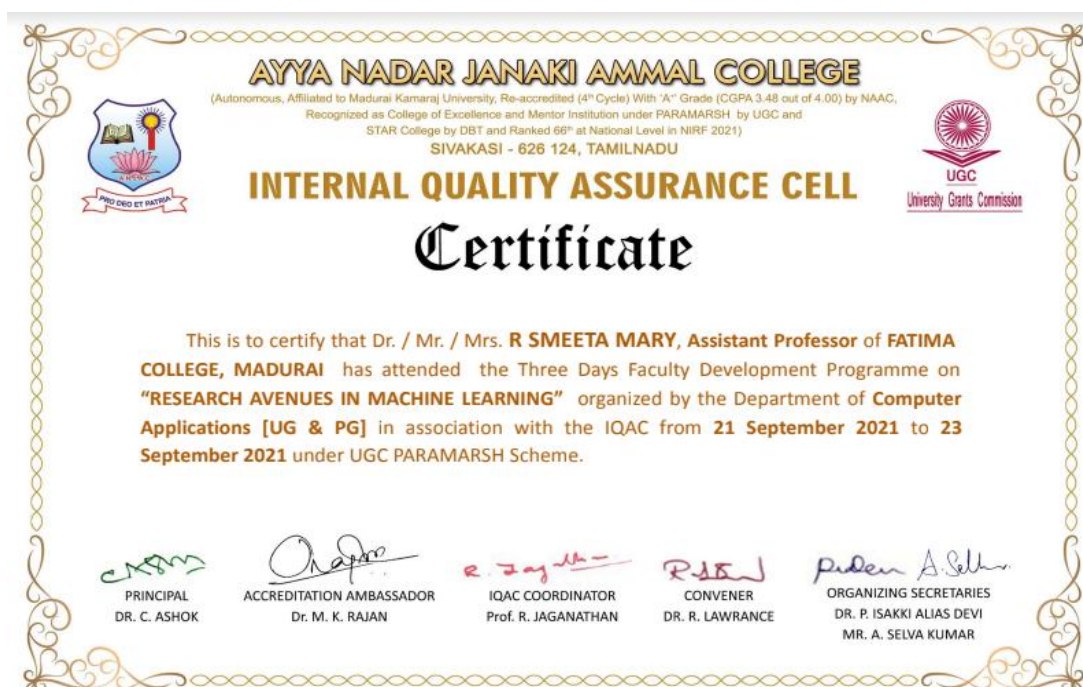 AYYA NADAR JANAKI AMMAL COLLEGE
(Autonomous, Affiliated to Madurai Kamaraj University, Re-accredited (4th Cycle) With 'A+' Grade (CGPA 3.48 out of 4.00) by NAAC,
Recognized as College of Excellence and Mentor Institution under PARAMARSH by UGC and
STAR College by DBT and Ranked 66th at National Level in NIRF 2021)
SIVAKASI - 626 124, TAMILNADU
INTERNAL QUALITY ASSURANCE CELL
PRO DEO ET PATRIA
UGC
University Grants Commission
Certificate
This is to certify that Dr. / Mr. / Mrs. R SMEETA MARY, Assistant Professor of FATIMA
COLLEGE, MADURAI has attended the Three Days Faculty Development Programme on
“RESEARCH AVENUES IN MACHINE LEARNING” organized by the Department of Computer
Applications [UG & PG] in association with the IQAC from 21 September 2021 to 23
September 2021 under UGC PARAMARSH Scheme.
PRINCIPAL
DR. C. ASHOK
ACCREDITATION AMBASSADOR
Dr. M. K. RAJAN
IQAC COORDINATOR
Prof. R. JAGANATHAN
CONVENER
DR. R. LAWRANCE
ORGANIZING SECRETARIES
DR. P. ISAKKI ALIAS DEVI
MR. A. SELVA KUMAR